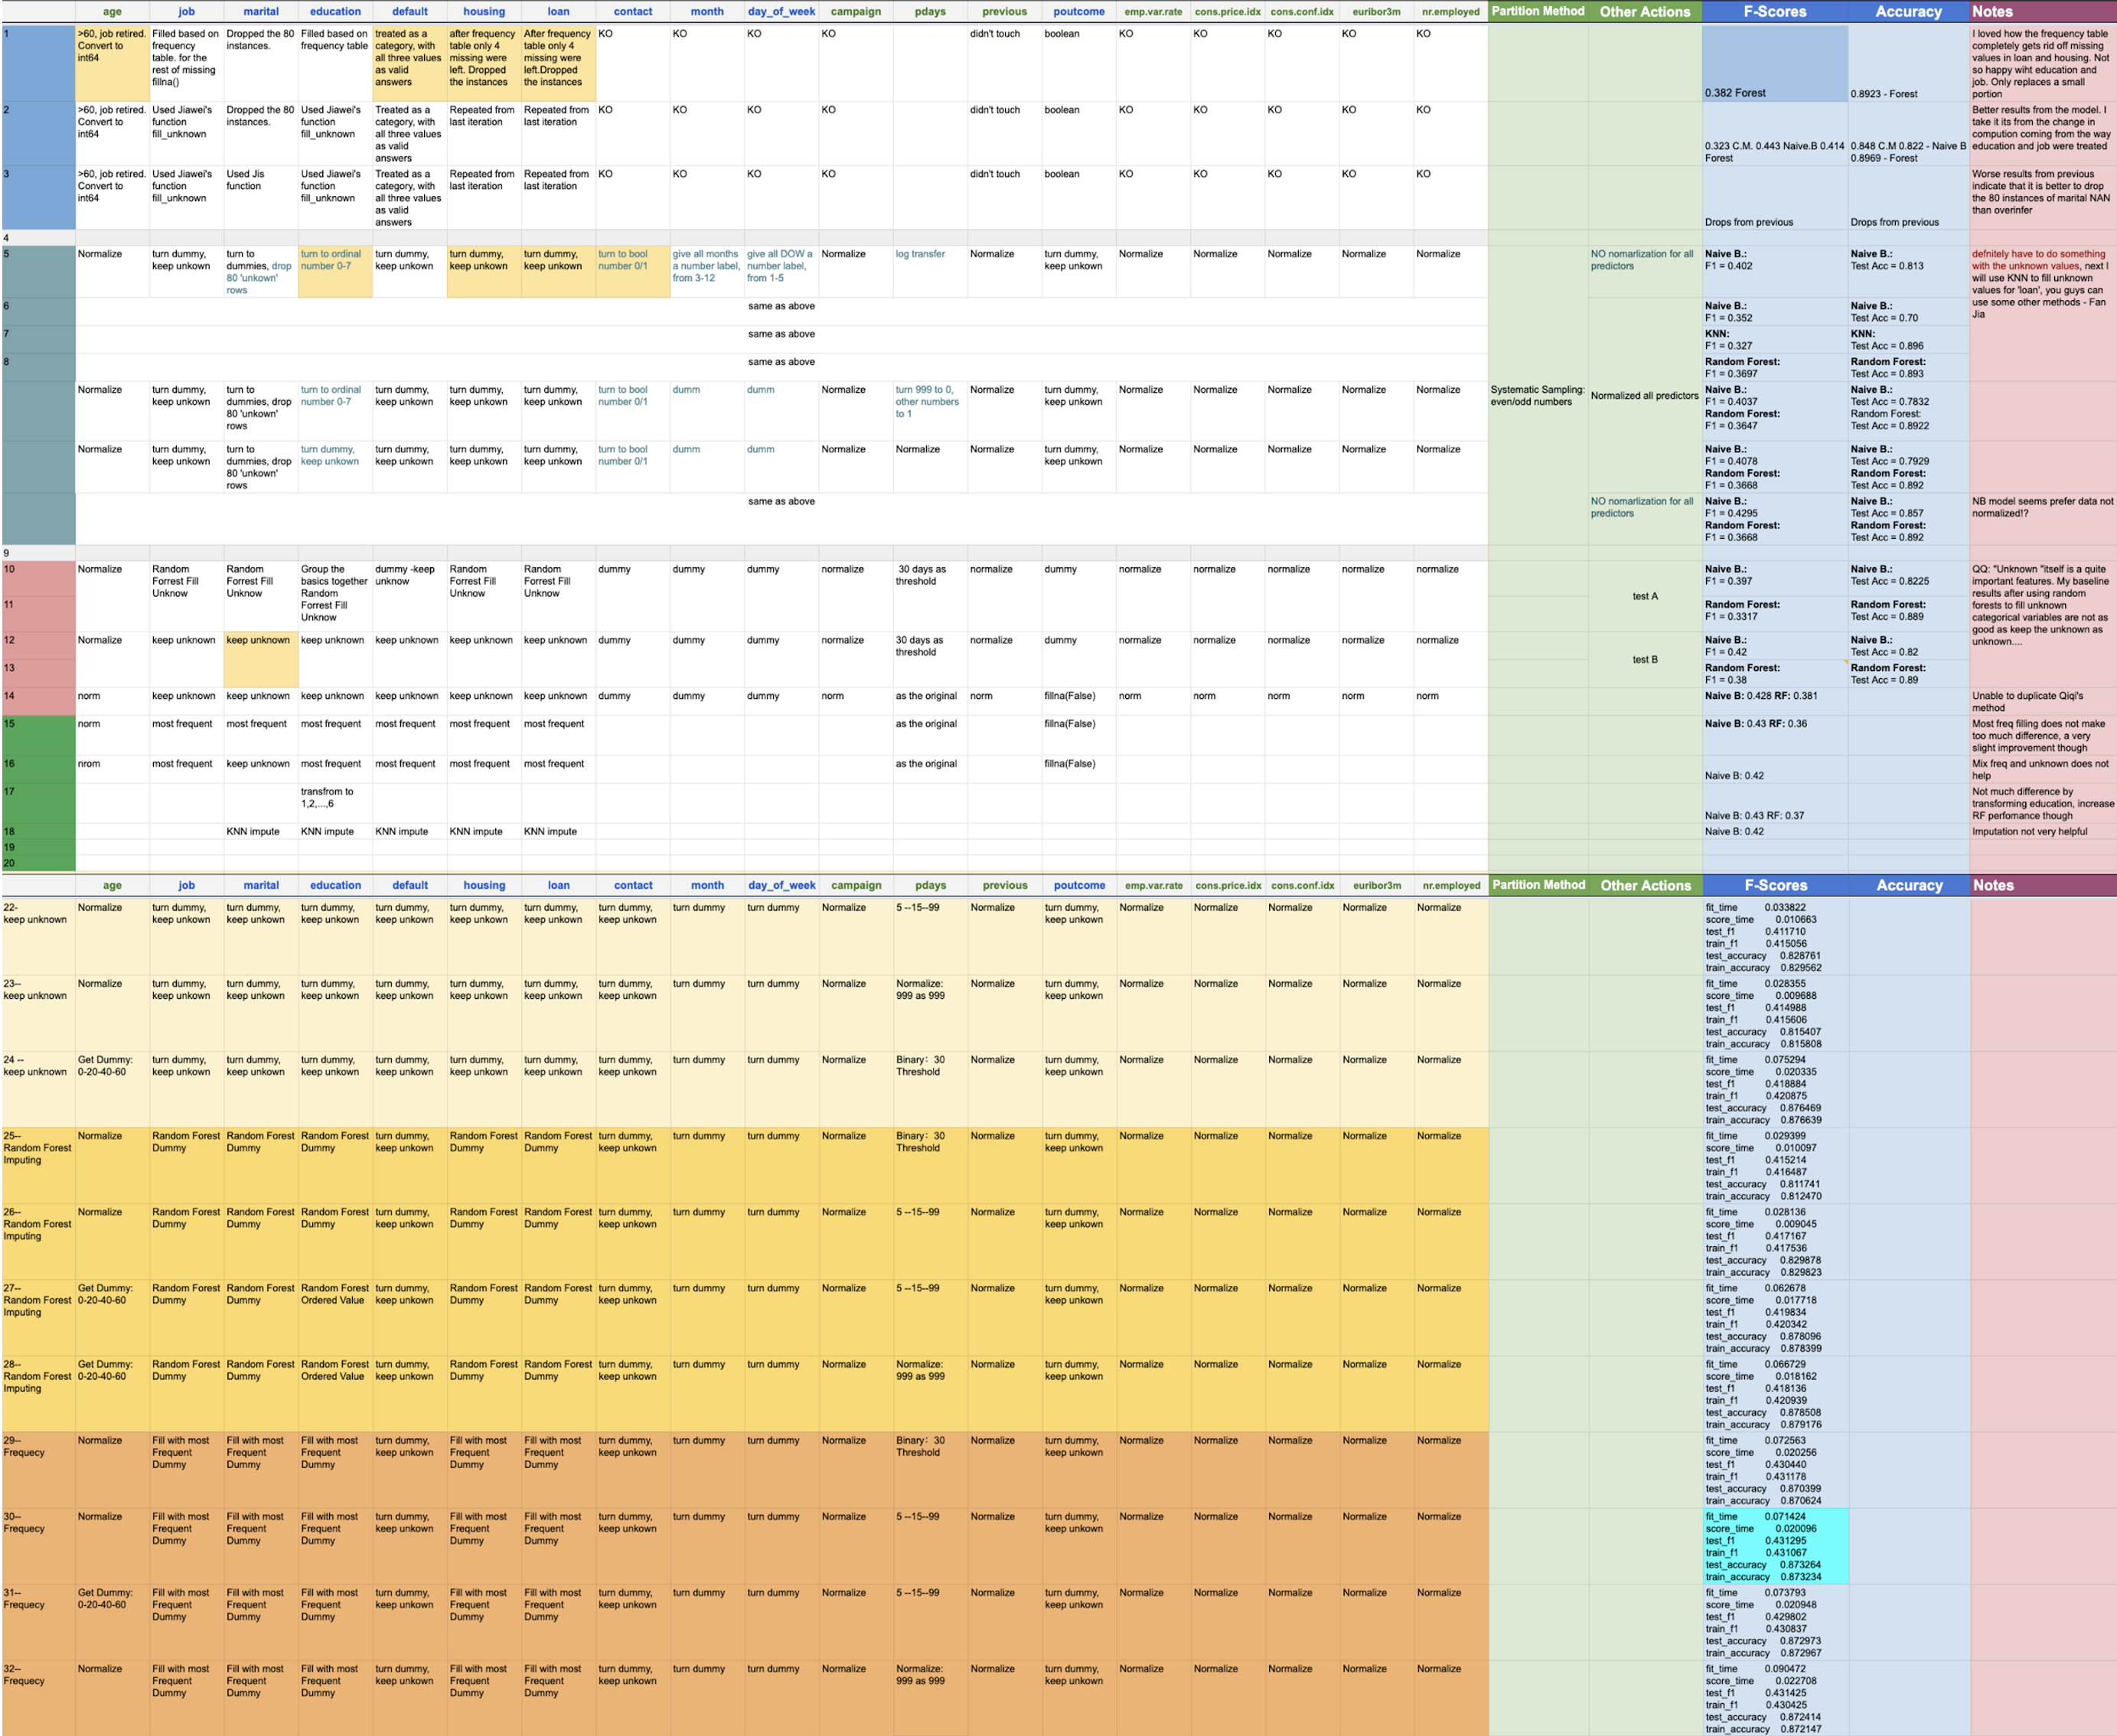 age job marital education default housing loan contact month day_of_week campaign pdays previous poutcome emp.var.rate cons.price.idx cons.conf.idx euribor3m nr.employed Partition Method Other Actions F-Scores Accuracy Notes
1
>60, job retired.
Convert to
int64
Filled based on
frequency
table. for the
rest of missing
fillna()
Dropped the 80
instances.
Filled based on
frequency table
treated as a
category, with
all three values
as valid
answers
after frequency
table only 4
missing were
left. Dropped
the instances
After frequency
table only 4
missing were
left.Dropped
the instances
KO KO KO KO didn't touch boolean KO KO KO KO KO
0.382 Forest
0.8923 - Forest
I loved how the frequency table
completely gets rid off missing
values in loan and housing. Not
so happy wiht education and
job. Only replaces a small
portion
2
>60, job retired.
Convert to
int64
Used Jiawei's
function
fill_unknown
Dropped the 80
instances.
Used Jiawei's
function
fill_unknown
Treated as a
category, with
all three values
as valid
answers
Repeated from
last iteration
Repeated from
last iteration
KO KO KO KO didn't touch boolean KO KO KO KO KO
0.323 C.M. 0.443 Naive.B 0.414
Forest
0.848 C.M 0.822 - Naive B
0.8969 - Forest
Better results from the model. I
take it its from the change in
compution coming from the way
education and job were treated
3
>60, job retired.
Convert to
int64
Used Jiawei's
function
fill_unknown
Used Jis
function
Used Jiawei's
function
fill_unknown
Treated as a
category, with
all three values
as valid
answers
Repeated from
last iteration
Repeated from
last iteration
KO KO KO KO didn't touch boolean KO KO KO KO KO
Drops from previous
Drops from previous
Worse results from previous
indicate that it is better to drop
the 80 instances of marital NAN
than overinfer
4
5
Normalize
turn dummy,
keep unknow
turn to
dummies, drop
80 'unkown'
rows
turn to ordinal
number 0-7
turn dummy,
keep unkown
turn dummy,
keep unkown
turn dummy,
keep unkown
turn to bool
number 0/1
give all months
a number label,
from 3-12
give all DOW a
number label,
from 1-5
Normalize
log transfer
Normalize
turn dummy,
keep unkown
Normalize Normalize Normalize Normalize Normalize
NO nomarlization for all
predictors
Naive B.:
F1 = 0.402
Naive B.:
Test Acc = 0.813
defnitely have to do something
with the unknown values, next I
will use KNN to fill unknown
values for 'loan', you guys can
use some other methods - Fan
Jia
6
same as above
Naive B.:
F1 = 0.352
Naive B.:
Test Acc = 0.70
7
same as above
KNN:
F1 = 0.327
KNN:
Test Acc = 0.896
8
same as above
Random Forest:
F1 = 0.3697
Random Forest:
Test Acc = 0.893
Normalize
turn dummy,
keep unknow
turn to
dummies, drop
80 'unkown'
rows
turn to ordinal
number 0-7
turn dummy,
keep unkown
turn dummy,
keep unkown
turn dummy,
keep unkown
turn to bool
number 0/1
dumm
dumm
Normalize
turn 999 to 0,
other numbers
to 1
Normalize
turn dummy,
keep unkown
Normalize Normalize Normalize Normalize Normalize
Systematic Sampling:
even/odd numbers
Normalized all predictors
Naive B.:
F1 = 0.4037
Random Forest:
F1 = 0.3647
Naive B.:
Test Acc = 0.7832
Random Forest:
Test Acc = 0.8922
Normalize
turn dummy,
keep unknow
turn to
dummies, drop
80 'unkown'
rows
turn dummy,
keep unkown
turn dummy,
keep unkown
turn dummy,
keep unkown
turn dummy,
keep unkown
turn to bool
number 0/1
dumm
dumm
Normalize
Normalize
Normalize
turn dummy,
keep unkown
Normalize Normalize Normalize Normalize Normalize
Naive B.:
F1 = 0.4078
Random Forest:
F1 = 0.3668
Naive B.:
Test Acc = 0.7929
Random Forest:
Test Acc = 0.892
same as above
NO nomarlization for all
predictors
Naive B.:
F1 = 0.4295
Random Forest:
F1 = 0.3668
Naive B.:
Test Acc = 0.857
Random Forest:
Test Acc = 0.892
NB model seems prefer data not
normalized!?
9
10
Normalize
Random
Forrest Fill
Unknow
Random
Forrest Fill
Unknow
Group the
basics together
Random
Forrest Fill
Unknow
dummy -keep
unknow
Random
Forrest Fill
Unknow
Random
Forrest Fill
Unknow
dummy dummy dummy normalize
30 days as
threshold
normalize dummy normalize normalize normalize normalize normalize
test A
Naive B.:
F1 = 0.397
Naive B.:
Test Acc = 0.8225
QQ: "Unknown "itself is a quite
important features. My baseline
results after using random
forests to fill unknown
categorical variables are not as
good as keep the unknown as
unknown....
11
Random Forest:
F1 = 0.3317
Random Forest:
Test Acc = 0.889
12
Normalize keep unknown keep unknown keep unknown keep unknown keep unknown keep unknown dummy dummy dummy normalize
30 days as
threshold
normalize dummy normalize normalize normalize normalize normalize
test B
Naive B.:
F1 = 0.42
Naive B.:
Test Acc = 0.82
13
Random Forest:
F1 = 0.38
Random Forest:
Test Acc = 0.89
14 norm keep unknown keep unknown keep unknown keep unknown keep unknown keep unknown dummy dummy dummy norm as the original norm fillna(False) norm norm norm norm norm Naive B: 0.428 RF: 0.381
Unable to duplicate Qiqi's
method
15 norm most frequent most frequent most frequent most frequent most frequent most frequent as the original fillna(False) Naive B: 0.43 RF: 0.36
Most freq filling does not make
too much difference, a very
slight improvement though
16 nrom most frequent keep unknown most frequent most frequent most frequent most frequent as the original fillna(False)
Naive B: 0.42
Mix freq and unknown does not
help
17
transfrom to
1,2,...,6
Naive B: 0.43 RF: 0.37
Not much difference by
transforming education, increase
RF perfomance though
18 KNN impute KNN impute KNN impute KNN impute KNN impute Naive B: 0.42 Imputation not very helpful
19
20
age job marital education default housing loan contact month day_of_week campaign pdays previous poutcome emp.var.rate cons.price.idx cons.conf.idx euribor3m nr.employed Partition Method Other Actions F-Scores Accuracy Notes
22-
keep unknown
Normalize
turn dummy, turn dummy, turn dummy, turn dummy, turn dummy, turn dummy, turn dummy,
keep unkown keep unkown keep unkown keep unkown keep unkown keep unkown keep unkown
turn dummy turn dummy Normalize 5 --15--99 Normalize
turn dummy,
keep unkown
Normalize Normalize Normalize Normalize Normalize
fit_time 0.033822
score_time 0.010663
test_f1 0.411710
train_f1 0.415056
test_accuracy 0.828761
train_accuracy 0.829562
23--
keep unknown
Normalize
turn dummy, turn dummy, turn dummy, turn dummy, turn dummy, turn dummy, turn dummy,
keep unkown keep unkown keep unkown keep unkown keep unkown keep unkown keep unkown
turn dummy turn dummy Normalize
Normalize:
999 as 999
Normalize
turn dummy,
keep unkown
Normalize Normalize Normalize Normalize Normalize
fit_time 0.028355
score_time 0.009688
test_f1 0.414988
train_f1 0.415606
test_accuracy 0.815407
train_accuracy 0.815808
24 --
keep unknown
Get Dummy:
0-20-40-60
turn dummy, turn dummy, turn dummy, turn dummy, turn dummy, turn dummy, turn dummy,
keep unkown keep unkown keep unkown keep unkown keep unkown keep unkown keep unkown
turn dummy turn dummy Normalize
Binary：30
Threshold
Normalize
turn dummy,
keep unkown
Normalize Normalize Normalize Normalize Normalize
fit_time 0.075294
score_time 0.020335
test_f1 0.418884
train_f1 0.420875
test_accuracy 0.876469
train_accuracy 0.876639
25--
Random Forest
Imputing
Normalize
Random Forest Random Forest Random Forest turn dummy, Random Forest Random Forest turn dummy,
Dummy Dummy Dummy keep unkown Dummy Dummy keep unkown
turn dummy turn dummy Normalize
Binary：30
Threshold
Normalize
turn dummy,
keep unkown
Normalize Normalize Normalize Normalize Normalize
fit_time 0.029399
score_time 0.010097
test_f1 0.415214
train_f1 0.416487
test_accuracy 0.811741
train_accuracy 0.812470
26--
Random Forest
Imputing
Normalize
Random Forest Random Forest Random Forest turn dummy, Random Forest Random Forest turn dummy,
Dummy Dummy Dummy keep unkown Dummy Dummy keep unkown
turn dummy turn dummy Normalize 5 --15--99 Normalize
turn dummy,
keep unkown
Normalize Normalize Normalize Normalize Normalize
fit_time 0.028136
score_time 0.009045
test_f1 0.417167
train_f1 0.417536
test_accuracy 0.829878
train_accuracy 0.829823
27--
Random Forest
Imputing
Get Dummy:
0-20-40-60
Random Forest Random Forest Random Forest turn dummy, Random Forest Random Forest turn dummy,
Dummy Dummy Ordered Value keep unkown Dummy Dummy keep unkown
turn dummy turn dummy Normalize 5 --15--99 Normalize
turn dummy,
keep unkown
Normalize Normalize Normalize Normalize Normalize
fit_time 0.062678
score_time 0.017718
test_f1 0.419834
train_f1 0.420342
test_accuracy 0.878096
train_accuracy 0.878399
28--
Random Forest
Imputing
Get Dummy:
0-20-40-60
Random Forest Random Forest Random Forest turn dummy, Random Forest Random Forest turn dummy,
Dummy Dummy Ordered Value keep unkown Dummy Dummy keep unkown
turn dummy turn dummy Normalize
Normalize:
999 as 999
Normalize
turn dummy,
keep unkown
Normalize Normalize Normalize Normalize Normalize
fit_time 0.066729
score_time 0.018162
test_f1 0.418136
train_f1 0.420939
test_accuracy 0.878508
train_accuracy 0.879176
29--
Frequecy
Normalize
Fill with most Fill with most Fill with most turn dummy, Fill with most Fill with most turn dummy,
Frequent Frequent Frequent keep unkown Frequent Frequent keep unkown
Dummy Dummy Dummy Dummy Dummy
turn dummy turn dummy Normalize
Binary：30
Threshold
Normalize
turn dummy,
keep unkown
Normalize Normalize Normalize Normalize Normalize
fit_time 0.072563
score_time 0.020256
test_f1 0.430440
train_f1 0.431178
test_accuracy 0.870399
train_accuracy 0.870624
30--
Frequecy
Normalize
Fill with most Fill with most Fill with most turn dummy, Fill with most Fill with most turn dummy,
Frequent Frequent Frequent keep unkown Frequent Frequent keep unkown
Dummy Dummy Dummy Dummy Dummy
turn dummy turn dummy Normalize 5 --15--99 Normalize
turn dummy,
keep unkown
Normalize Normalize Normalize Normalize Normalize
fit_time 0.071424
score_time 0.020096
test_f1 0.431295
train_f1 0.431067
test_accuracy 0.873264
train_accuracy 0.873234
31--
Frequecy
Get Dummy:
0-20-40-60
Fill with most Fill with most Fill with most turn dummy, Fill with most Fill with most turn dummy,
Frequent Frequent Frequent keep unkown Frequent Frequent keep unkown
Dummy Dummy Dummy Dummy Dummy
turn dummy turn dummy Normalize 5 --15--99 Normalize
turn dummy,
keep unkown
Normalize Normalize Normalize Normalize Normalize
fit_time 0.073793
score_time 0.020948
test_f1 0.429802
train_f1 0.430837
test_accuracy 0.872973
train_accuracy 0.872967
32--
Frequecy
Normalize
Fill with most Fill with most Fill with most turn dummy, Fill with most Fill with most turn dummy,
Frequent Frequent Frequent keep unkown Frequent Frequent keep unkown
Dummy Dummy Dummy Dummy Dummy
turn dummy turn dummy Normalize
Normalize:
999 as 999
Normalize
turn dummy,
keep unkown
Normalize Normalize Normalize Normalize Normalize
fit_time 0.090472
score_time 0.022708
test_f1 0.431425
train_f1 0.430425
test_accuracy 0.872414
train_accuracy 0.872147